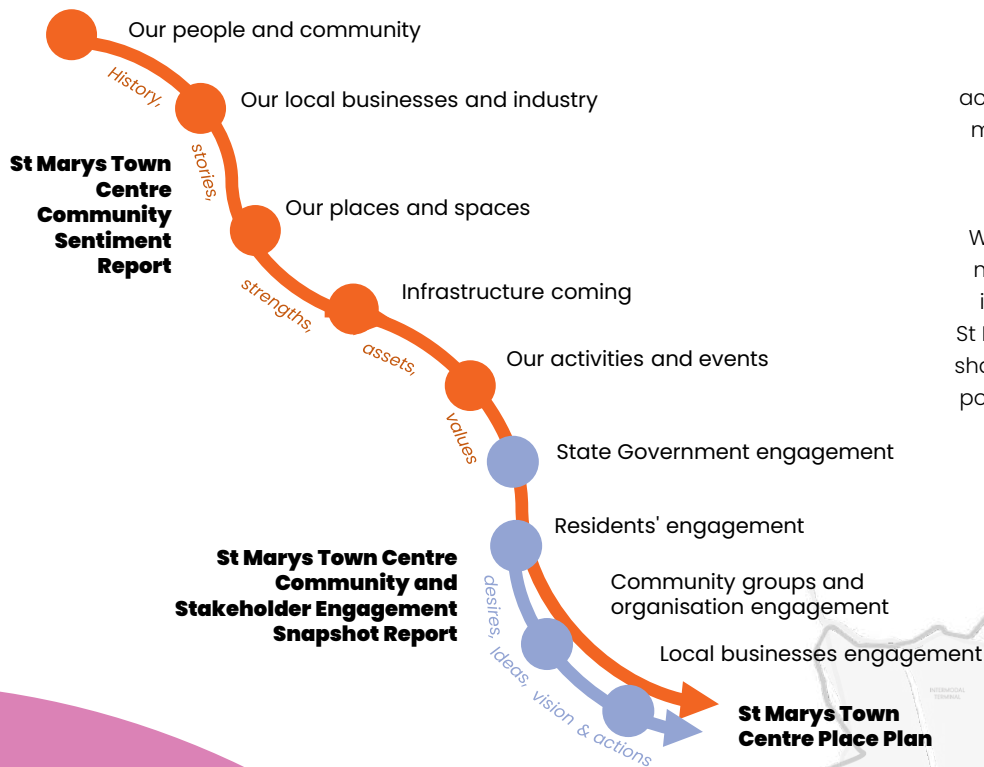 Our people and community
History,
Our local businesses and industry
stories,
St Marys Town
Centre
Community
Sentiment
Report
Our places and spaces
strengths,
Infrastructure coming
assets,
Our activities and events
values
State Government engagement
Residents' engagement
St Marys Town Centre
Community and
Stakeholder Engagement
Snapshot Report
desires, Ideas, vision & actions
Community groups and
organisation engagement
Local businesses engagement
INTERMODAL
TERMINAL
St Marys Town
Centre Place Plan